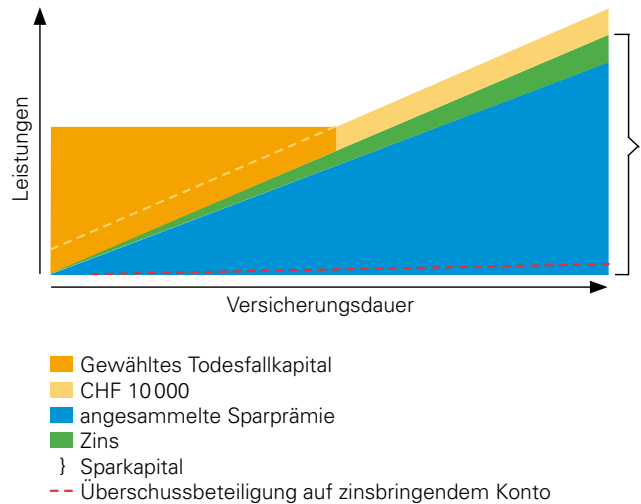 Leistungen
Versicherungsdauer
Gewähltes Todesfallkapital
CHF 10 000
angesammelte Sparprämie
Zins
} Sparkapital
Überschussbeteiligung auf zinsbringendem Konto